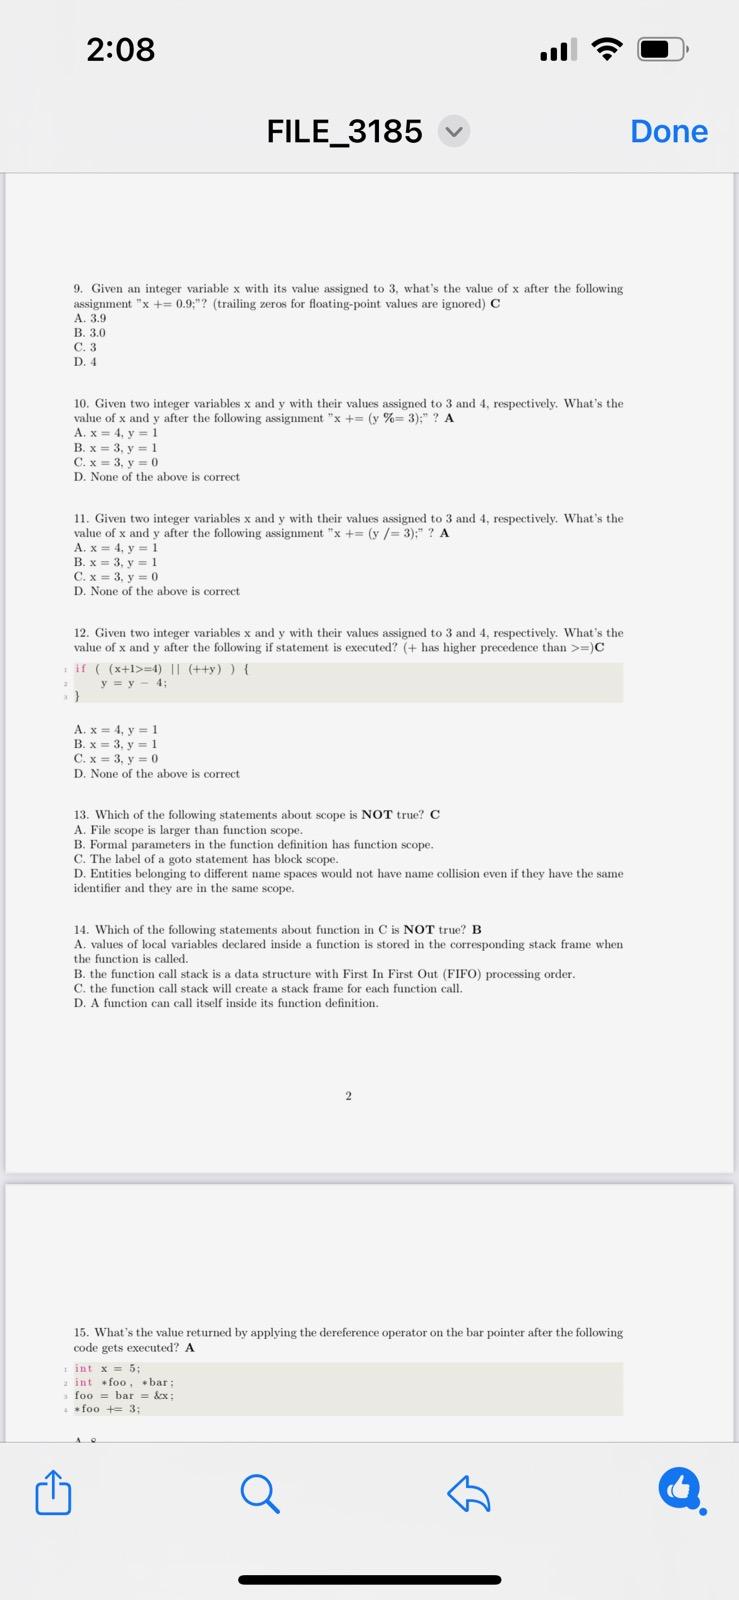 2:08
FILE_3185
Done
9. Given an integer variable x with its value assigned to 3, what's the value of x after the following
assignment "x += 0.9;"? (trailing zeros for floating-point values are ignored) C
A. 3.9
B. 3.0
C. 3
D. 4
10. Given two integer variables x and y with their values assigned to 3 and 4, respectively. What's the
value of x and y after the following assignment "x += (y %= 3);" ? A
A. x = 4, y = 1
B. x = 3, y = 1
C. x = 3, y = 0
D. None of the above is correct
11. Given two integer variables x and y with their values assigned to 3 and 4, respectively. What's the
value of x and y after the following assignment "x += (y /= 3);" ? A
A. x = 4, y = 1
B. x = 3, y = 1
C. x = 3, y = 0
D. None of the above is correct
12. Given two integer variables x and y with their values assigned to 3 and 4, respectively. What's the
value of x and y after the following if statement is executed? (+ has higher precedence than >=)C
1 if ( (x+1>=4) || (++y) ) {
2 y = y - 4;
3 }
A. x = 4, y = 1
B. x = 3, y = 1
C. x = 3, y = 0
D. None of the above is correct
13. Which of the following statements about scope is NOT true? C
A. File scope is larger than function scope.
B. Formal parameters in the function definition has function scope.
C. The label of a goto statement has block scope.
D. Entities belonging to different name spaces would not have name collision even if they have the same
identifier and they are in the same scope.
14. Which of the following statements about function in C is NOT true? B
A. values of local variables declared inside a function is stored in the corresponding stack frame when
the function is called.
B. the function call stack is a data structure with First In First Out (FIFO) processing order.
C. the function call stack will create a stack frame for each function call.
D. A function can call itself inside its function definition.
2
15. What's the value returned by applying the dereference operator on the bar pointer after the following
code gets executed? A
1 int x = 5;
2 int *foo, *bar;
3 foo = bar = &x;
4 *foo += 3;